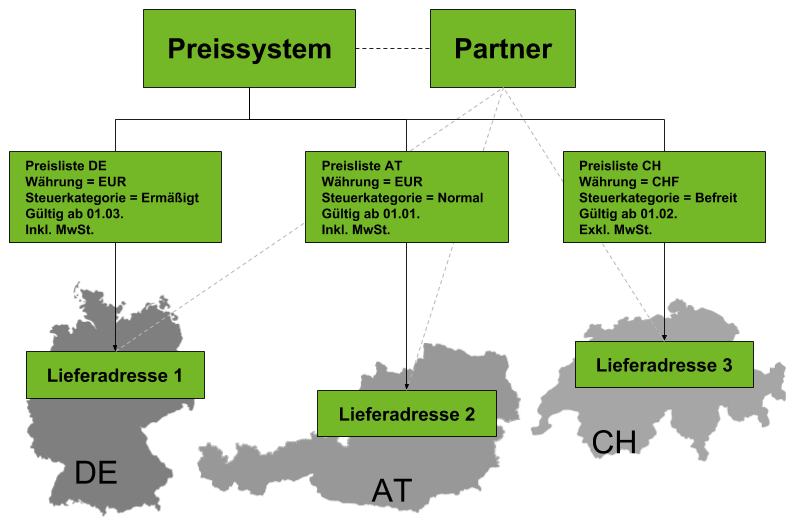 Preissystem
Partner
Preisliste DE
Währung = EUR
Steuerkategorie = Ermäßigt
Gültig ab 01.03.
Inkl. MwSt.
Preisliste AT
Währung = EUR
Steuerkategorie = Normal
Gültig ab 01.01.
Inkl. MwSt.
Preisliste CH
Währung = CHF
Steuerkategorie = Befreit
Gültig ab 01.02.
Exkl. MwSt.
Lieferadresse 1
Lieferadresse 2
Lieferadresse 3
DE
AT
CH